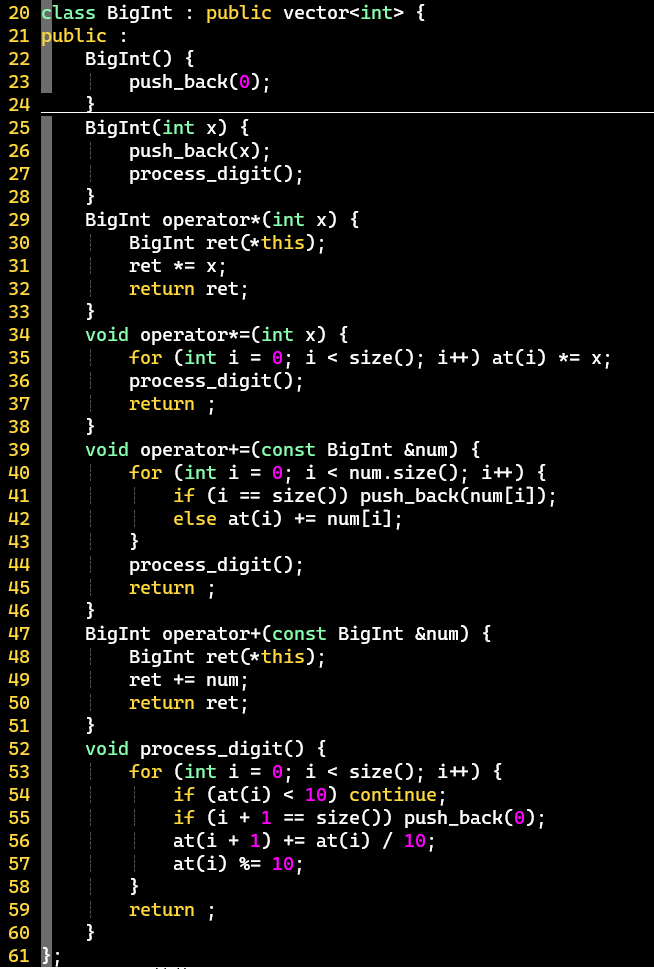 20 class BigInt : public vector<int> {
21 public :
22     BigInt() {
23         push_back(0);
24     }
25     BigInt(int x) {
26         push_back(x);
27         process_digit();
28     }
29     BigInt operator*(int x) {
30         BigInt ret(*this);
31         ret *= x;
32         return ret;
33     }
34     void operator*=(int x) {
35         for (int i = 0; i < size(); i++) at(i) *= x;
36         process_digit();
37         return ;
38     }
39     void operator+=(const BigInt &num) {
40         for (int i = 0; i < num.size(); i++) {
41             if (i == size()) push_back(num[i]);
42             else at(i) += num[i];
43         }
44         process_digit();
45         return ;
46     }
47     BigInt operator+(const BigInt &num) {
48         BigInt ret(*this);
49         ret += num;
50         return ret;
51     }
52     void process_digit() {
53         for (int i = 0; i < size(); i++) {
54             if (at(i) < 10) continue;
55             if (i + 1 == size()) push_back(0);
56             at(i + 1) += at(i) / 10;
57             at(i) %= 10;
58         }
59         return ;
60     }
61 };